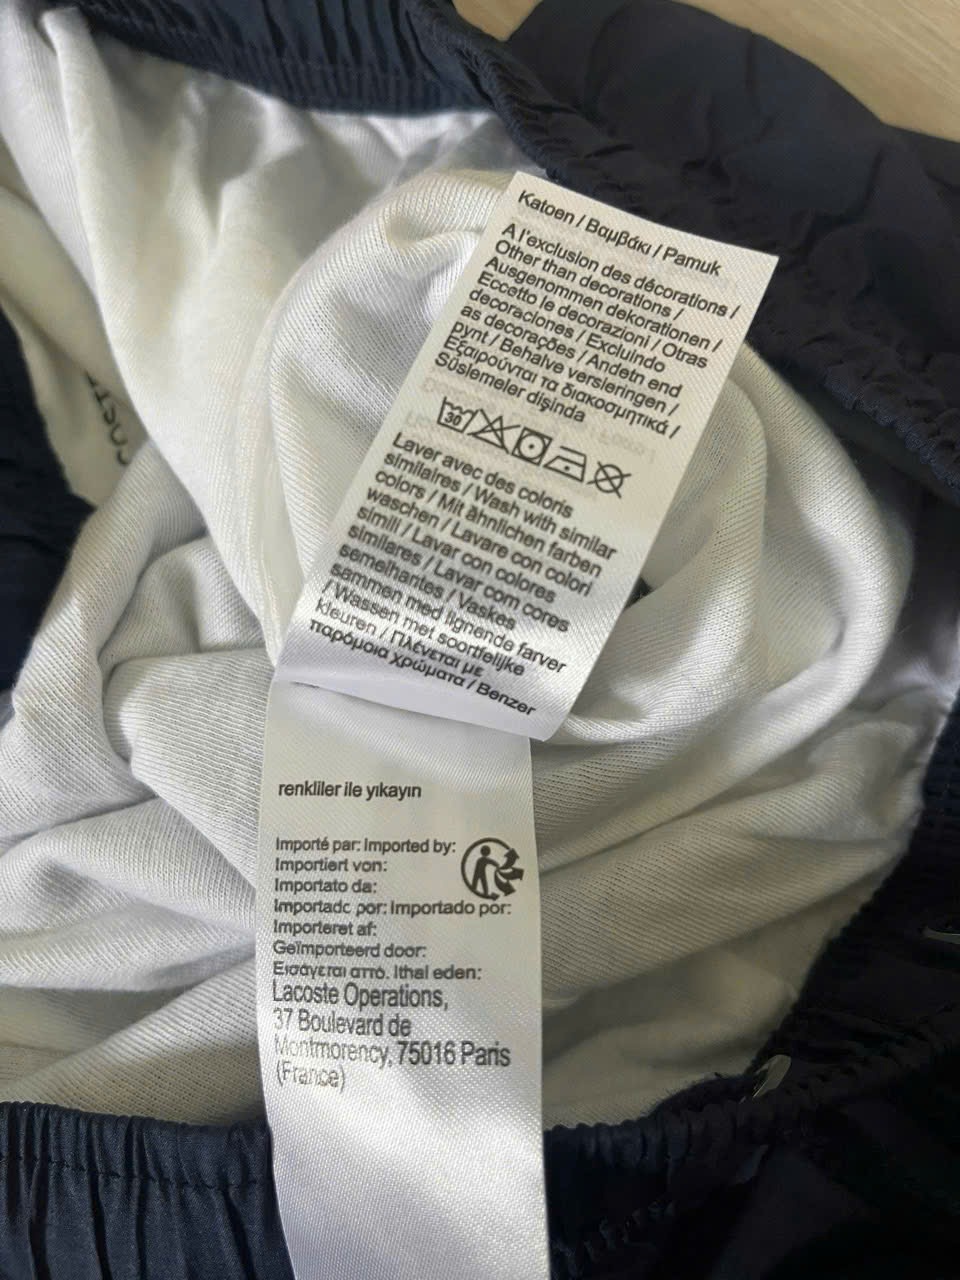 Katoen / Βαμβάκι / Pamuk
A l'exclusion des décorations /
Other than decorations /
Ausgenommen dekorationen /
Eccetto le decorazioni / Otras
decoraciones / Excluindo
as decorações / Andetn end
pynt / Behalve versieringen /
Εξαιρούνται τα διακοσμητικά /
Süslemeler dişinda
30
Laver avec des coloris
similaires / Wash with similar
colors / Mit ähnlichen farben
waschen / Lavare con colori
simili / Lavar con colores
similares / Lavar com cores
semelhantes / Vaskes
sammen med lignende farver
/ Wassen met soortfelijke
kleuren / Πλένεται με
παρόμοια χρώματα / Benzer
renkliler ile yıkayın
Importé par: Imported by:
Importiert von:
Importato da:
Importadc por: Importado por:
Importeret af:
Geïmporteerd door:
Εισάγεται από. Ithal eden:
Lacoste Operations,
37 Boulevard de
Montmorency, 75016 Paris
(France)